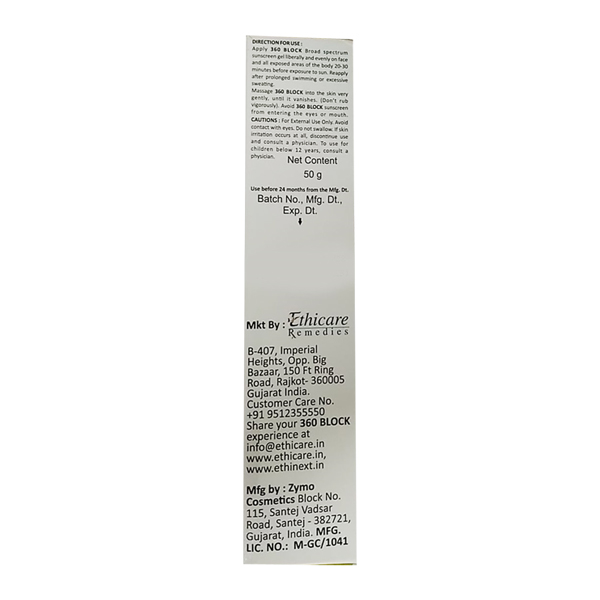 DIRECTION FOR USE :
Apply 360 BLOCK Broad spectrum
sunscreen gel liberally and evenly on face
and all exposed areas of the body 20-30
minutes before exposure to sun. Reapply
after prolonged swimming or excessive
sweating.
Massage 360 BLOCK into the skin very
gently, until it vanishes. (Don't rub
vigorously). Avoid 360 BLOCK sunscreen
from entering the eyes or mouth.
CAUTIONS : For External Use Only. Avoid
contact with eyes. Do not swallow. If skin
irritation occurs at all, discontinue use
and consult a physician. To use for
children below 12 years, consult a
physician.
Net Content
50 g
Use before 24 months from the Mfg. Dt.
Batch No., Mfg. Dt.,
Exp. Dt.
Mkt By : Ethicare
Remedies
B-407, Imperial
Heights, Opp. Big
Bazaar, 150 Ft Ring
Road, Rajkot- 360005
Gujarat India.
Customer Care No.
+91 9512355550
Share your 360 BLOCK
experience at
info@ethicare.in
www.ethicare.in,
www.ethinext.in
Mfg by : Zymo
Cosmetics Block No.
115, Santej Vadsar
Road, Santej - 382721,
Gujarat, India. MFG.
LIC. NO.: M-GC/1041